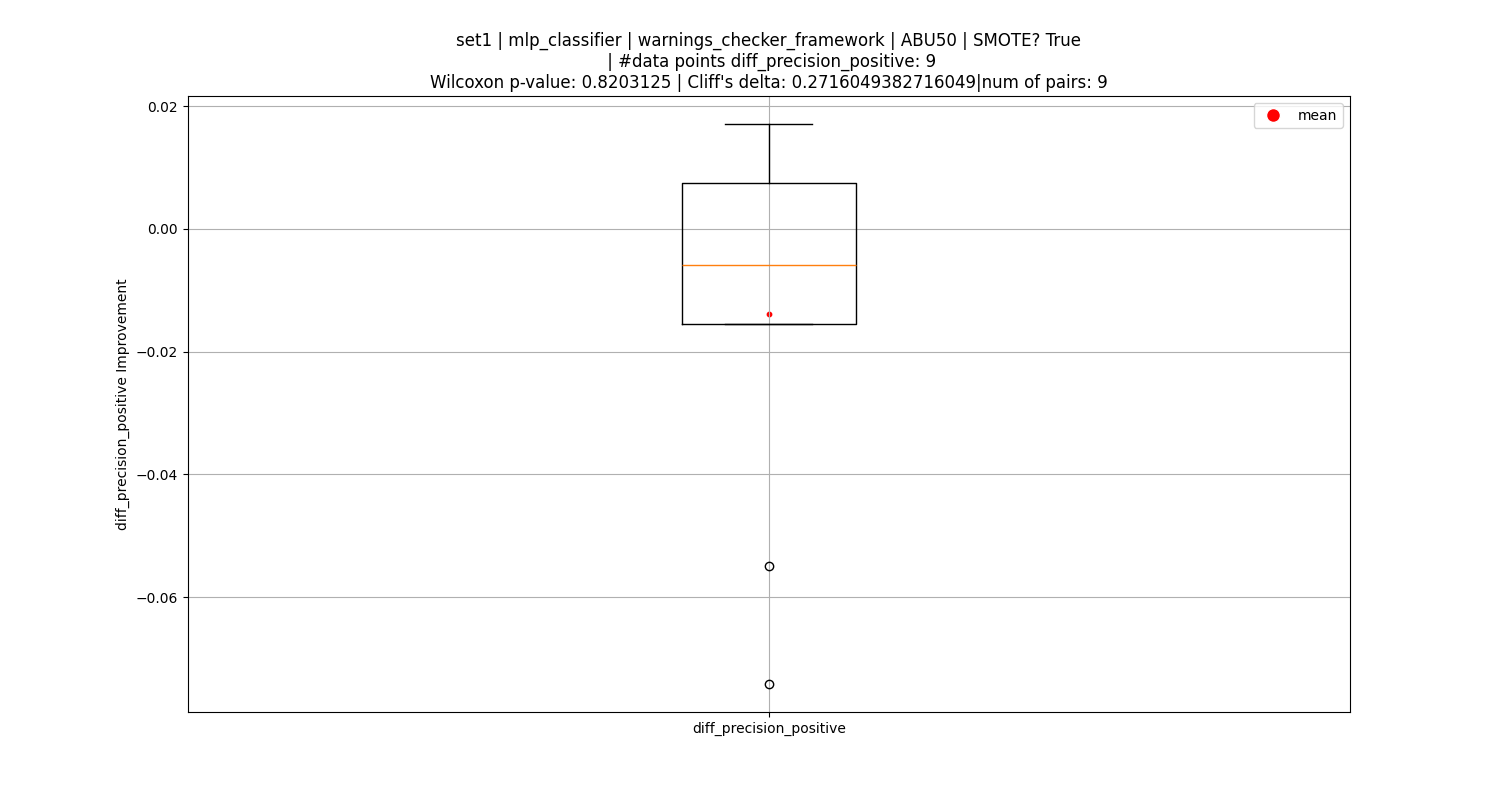 set1 | mlp_classifier | warnings_checker_framework | ABU50 | SMOTE? True
| #data points diff_precision_positive: 9
Wilcoxon p-value: 0.8203125 | Cliff's delta: 0.2716049382716049|num of pairs: 9
mean
0.02
0.00
−0.02
−0.04
−0.06
diff_precision_positive Improvement
diff_precision_positive